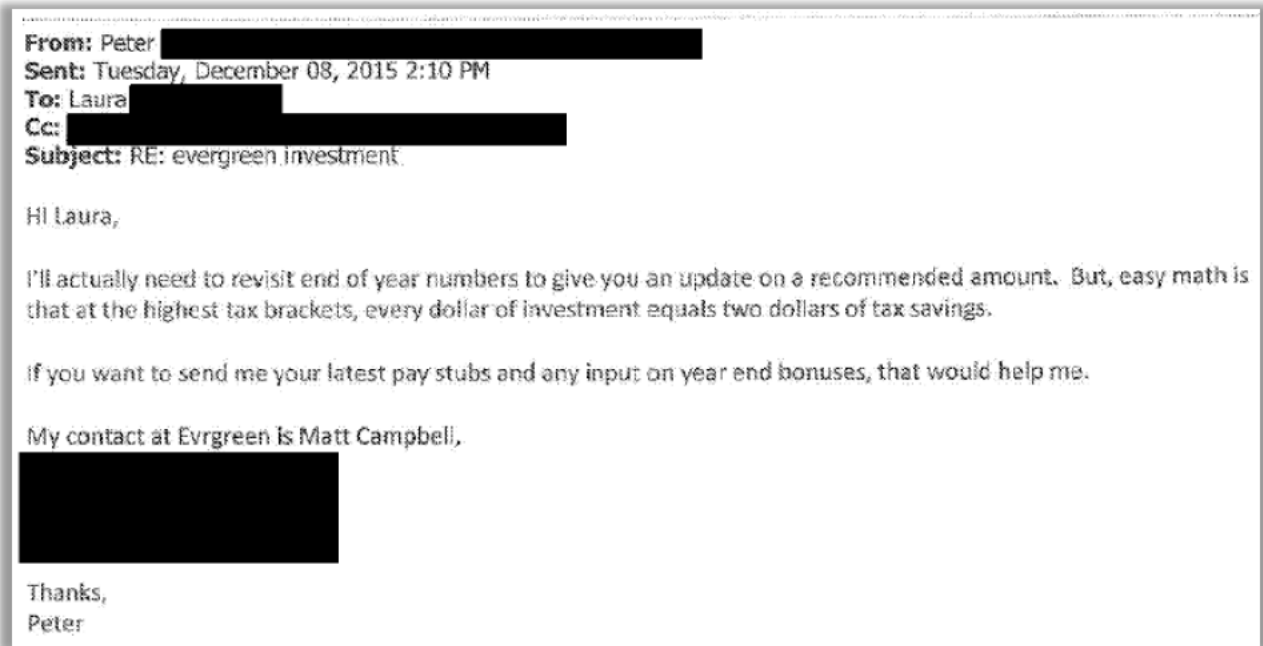 From: Peter
Sent: Tuesday, December 08, 2015 2:10 PM
To: Laura
Cc:
Subject: RE: evergreen investment
Hi Laura,
I'll actually need to revisit end of year numbers to give you an update on a recommended amount. But, easy math is
that at the highest tax brackets, every dollar of investment equals two dollars of tax savings.
If you want to send me your latest pay stubs and any input on year end bonuses, that would help me.
My contact at Evrgreen is Matt Campbell,
Thanks,
Peter